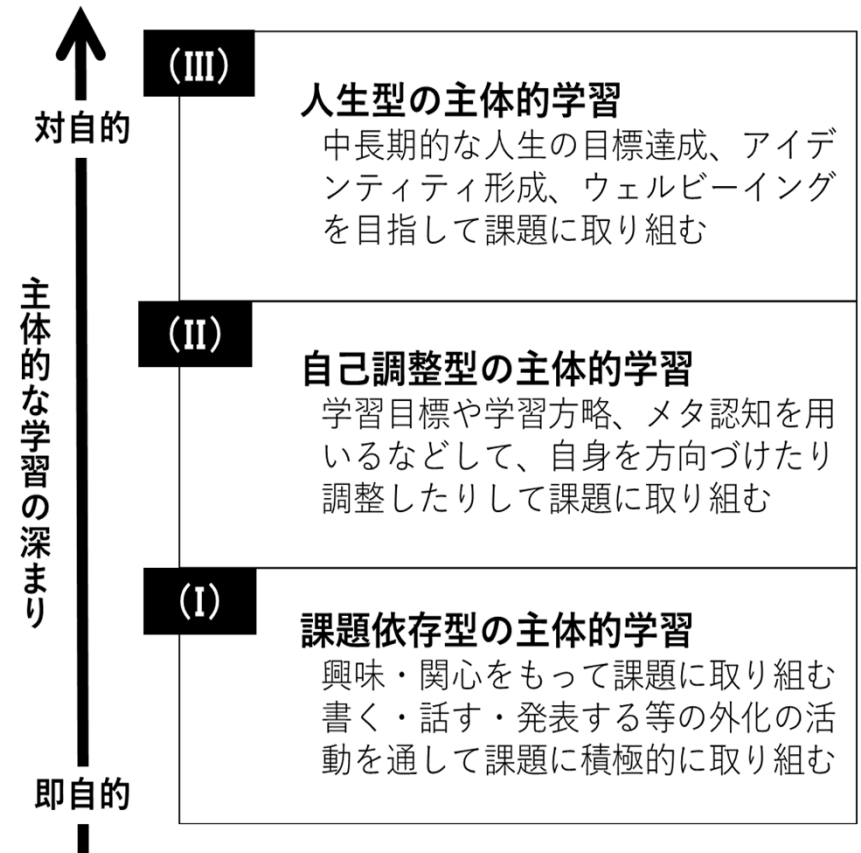 対自的
主体的な学習の深まり
即自的
(III)
人生型の主体的学習
中長期的な人生の目標達成、アイデ
ンティティ形成、ウェルビーイング
を目指して課題に取り組む
(II)
自己調整型の主体的学習
学習目標や学習方略、メタ認知を用
いるなどして、自身を方向づけたり
調整したりして課題に取り組む
(I)
課題依存型の主体的学習
興味・関心をもって課題に取り組む
書く・話す・発表する等の外化の活
動を通して課題に積極的に取り組む